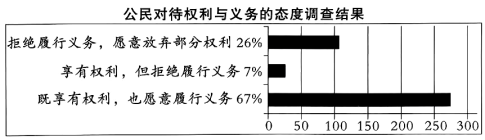 公民对待权利与义务的态度调查结果
拒绝履行义务，愿意放弃部分权利 26%
享有权利，但拒绝履行义务 7%
既享有权利，也愿意履行义务 67%
0 50 100 150 200 250 300